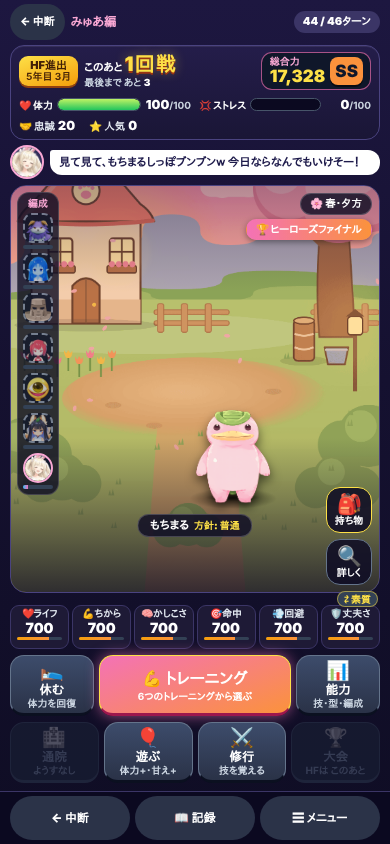 ← 中断
みゅあ編
44 / 46ターン
HF進出
5年目 3月
このあと1回戦
最後まであと3
総合力
17,328
SS
体力
100/100
ストレス
0/100
忠誠 20
人気 0
見て見て、もちまるしっぽブンブンw 今日ならなんでもいけそー！
編成
春・夕方
ヒーローズファイナル
もちまる 方針: 普通
持ち物
詳しく
素質
ライフ
700
ちから
700
かしこさ
700
命中
700
回避
700
丈夫さ
700
休む
体力を回復
トレーニング
6つのトレーニングから選ぶ
能力
技・型・編成
通院
ようすなし
遊ぶ
体力+・甘え+
修行
技を覚える
大会
HFは このあと
← 中断
記録
☰ メニュー